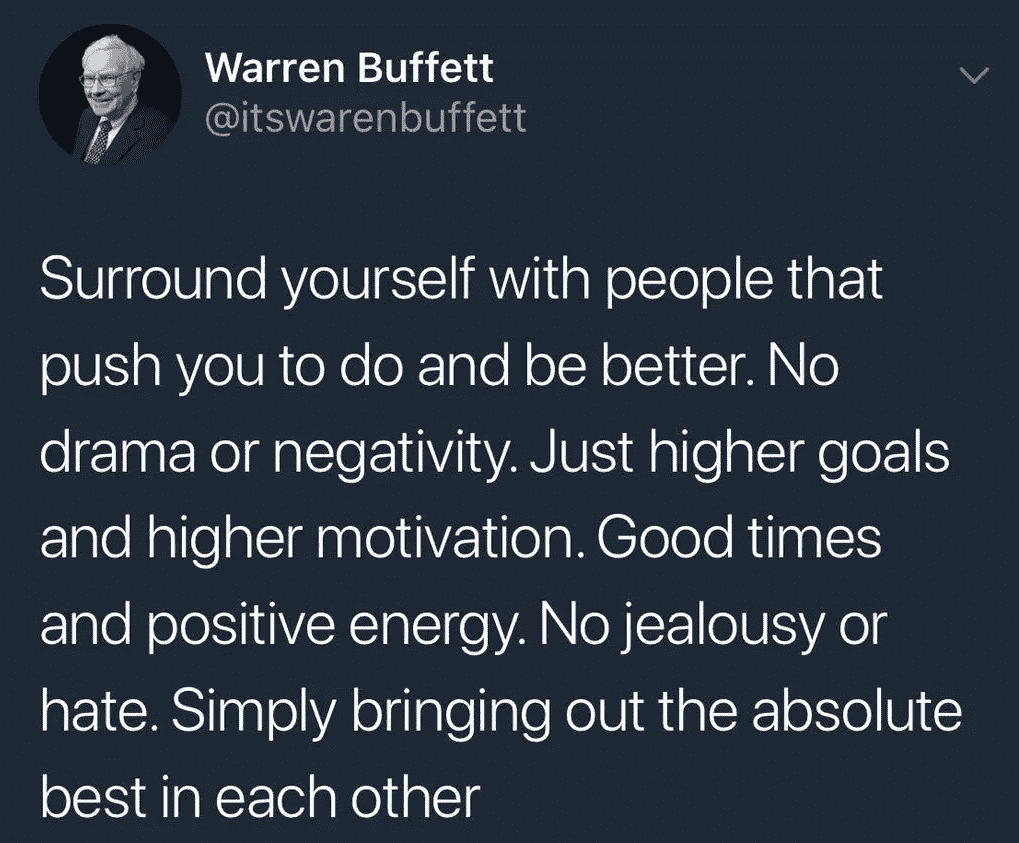 Warren Buffett
@itswarenbuffett
Surround yourself with people that
push you to do and be better. No
drama or negativity. Just higher goals
and higher motivation. Good times
and positive energy. No jealousy or
hate. Simply bringing out the absolute
best in each other